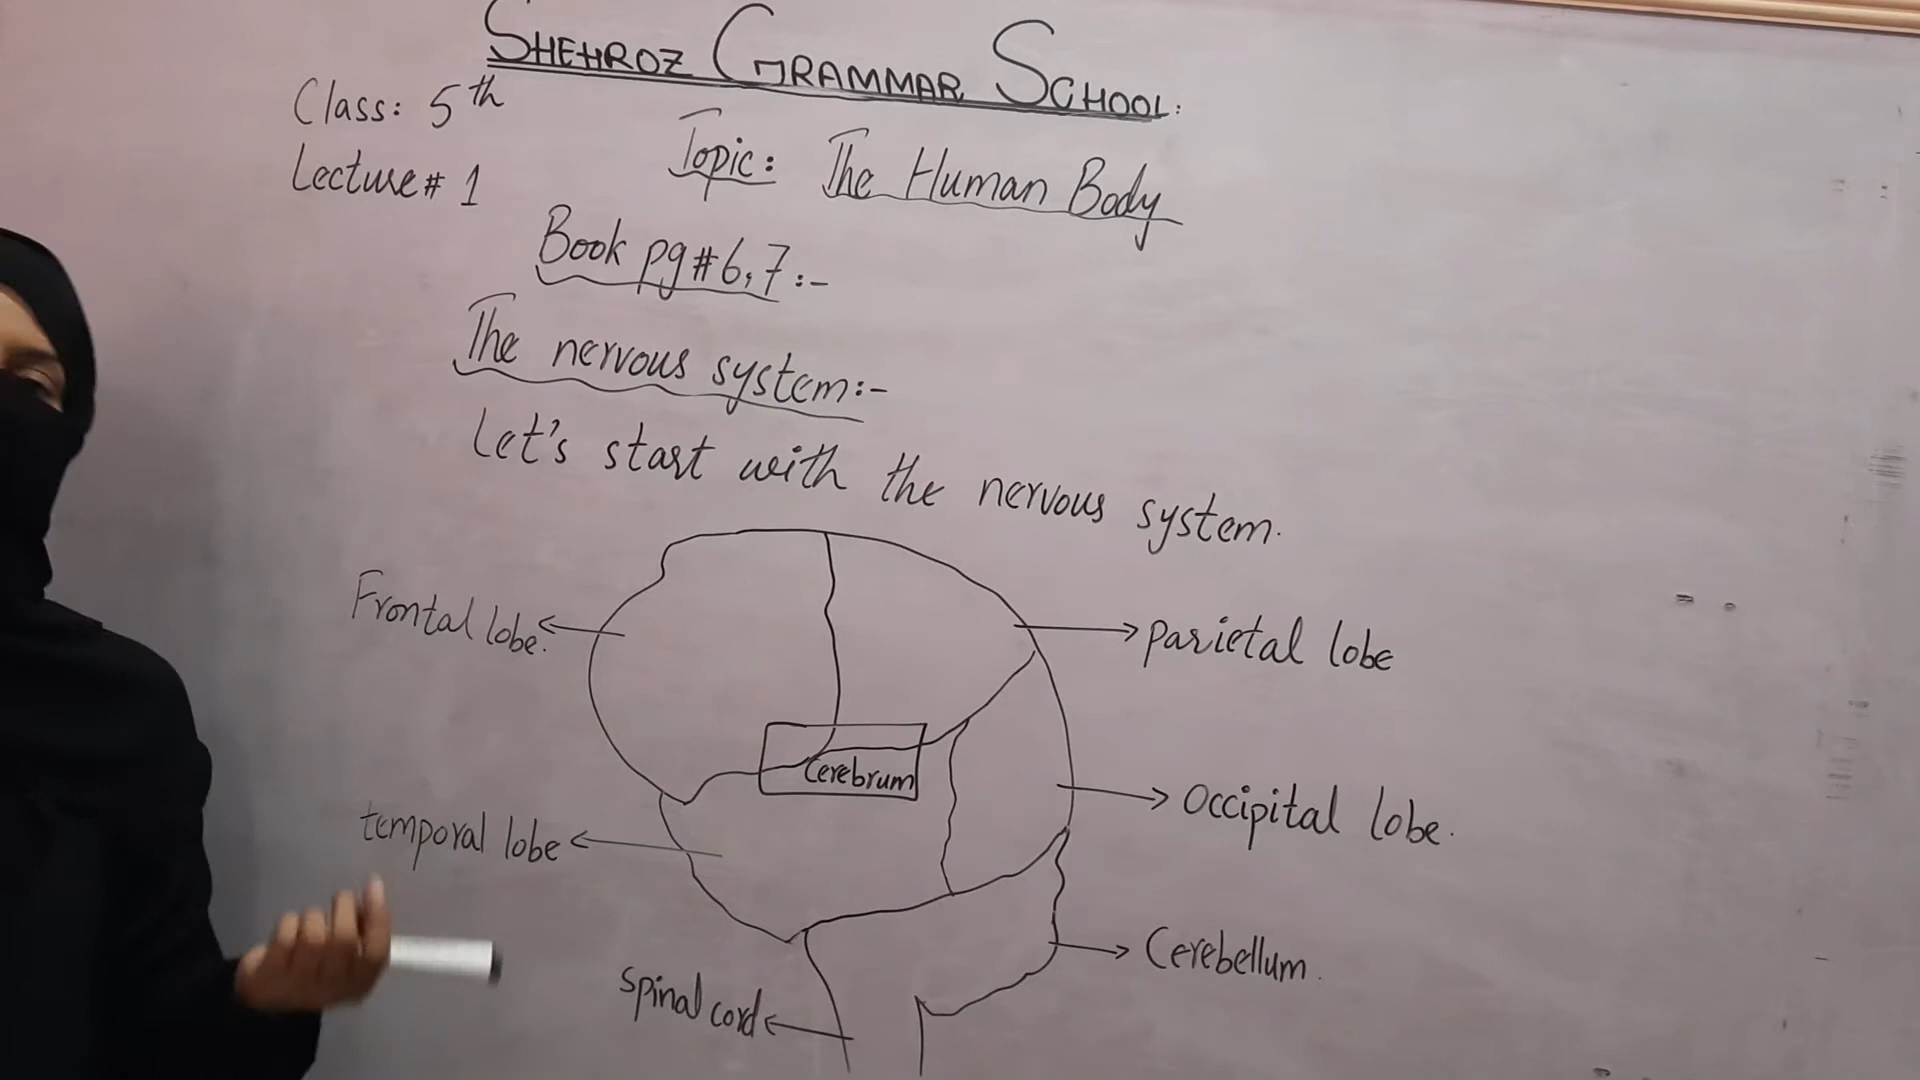 SHEHROZ GRAMMAR SCHOOL:
Class: 5th
Lecture# 1
Topic: The Human Body
Book pg#6,7:-
The nervous system:-
Let's start with the nervous system.
Frontal lobe.
parietal lobe
Cerebrum
temporal lobe
Occipital lobe.
Cerebellum.
Spinal cord